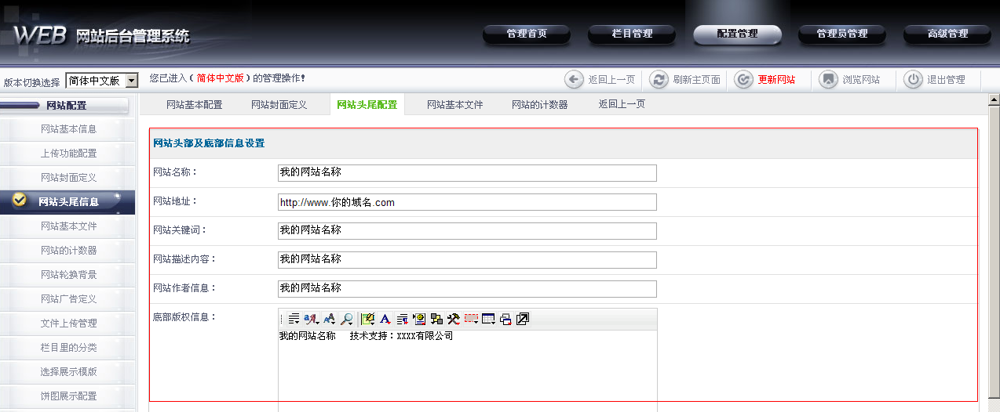 WEB 网站后台管理系统
管理首页 栏目管理 配置管理 管理员管理 高级管理
版本切换选择 简体中文版 您已进入 ( 简体中文版 ) 的管理操作! 返回上一页 刷新主页面 更新网站 浏览网站 退出管理
网站配置
网站基本信息
上传功能配置
网站封面定义
网站头尾信息
网站基本文件
网站的计数器
网站轮换背景
网站广告定义
文件上传管理
栏目里的分类
选择展示模版
饼图展示配置
网站基本配置 网站封面定义 网站头尾配置 网站基本文件 网站的计数器 返回上一页
网站头部及底部信息设置
网站名称: 我的网站名称
网站地址: http://www.你的域名.com
网站关键词: 我的网站名称
网站描述内容: 我的网站名称
网站作者信息: 我的网站名称
底部版权信息:
我的网站名称 技术支持:XXXX有限公司